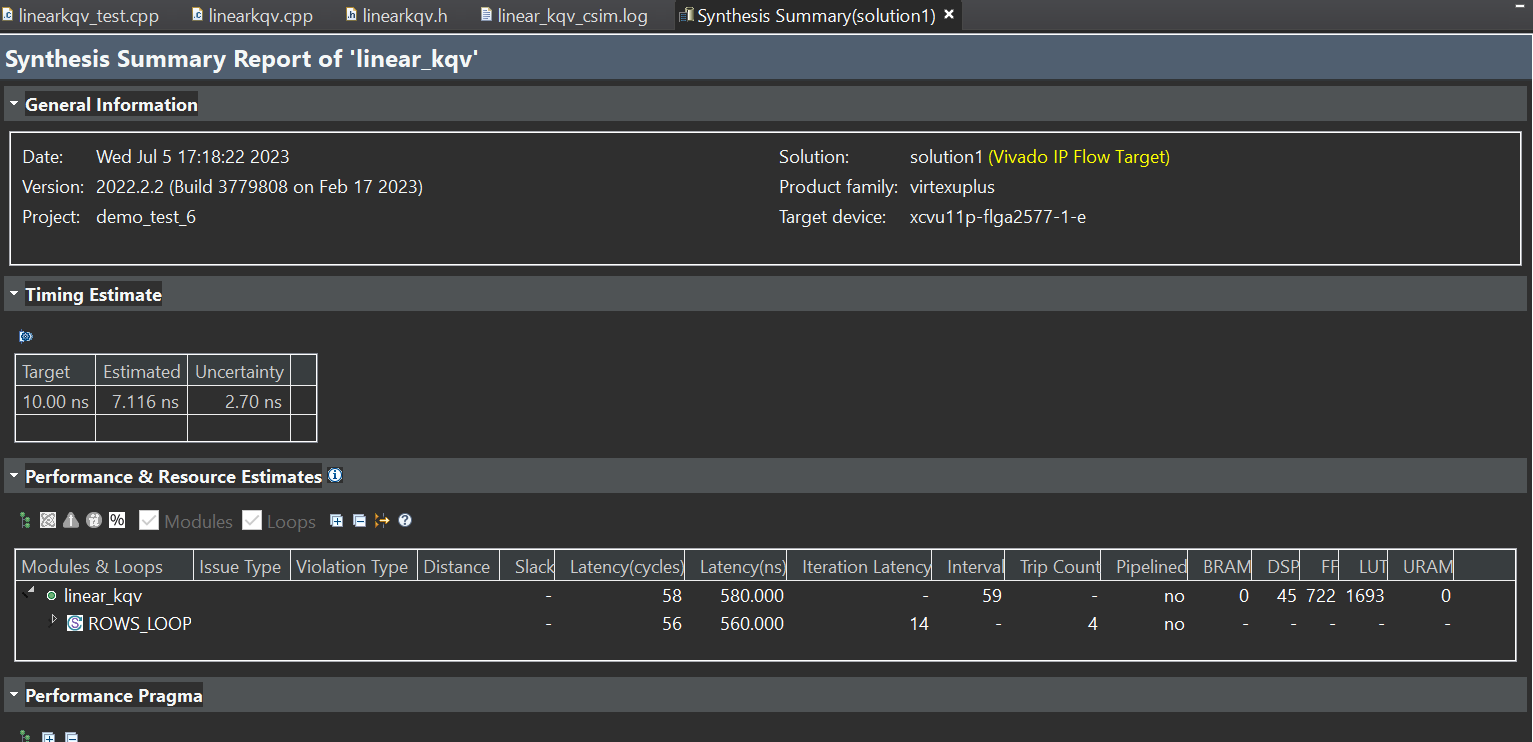 linearkqv_test.cpp linearkqv.cpp linearkqv.h linear_kqv_csim.log Synthesis Summary(solution1)
Synthesis Summary Report of 'linear_kqv'
General Information
Date: Wed Jul 5 17:18:22 2023 Solution: solution1 (Vivado IP Flow Target)
Version: 2022.2.2 (Build 3779808 on Feb 17 2023) Product family: virtexuplus
Project: demo_test_6 Target device: xcvu11p-flga2577-1-e
Timing Estimate
Target Estimated Uncertainty
10.00 ns 7.116 ns 2.70 ns
Performance & Resource Estimates
% Modules Loops
Modules & Loops Issue Type Violation Type Distance Slack Latency(cycles) Latency(ns) Iteration Latency Interval Trip Count Pipelined BRAM DSP FF LUT URAM
linear_kqv - 58 580.000 - 59 - no 0 45 722 1693 0
ROWS_LOOP - 56 560.000 14 - 4 no - - - - -
Performance Pragma